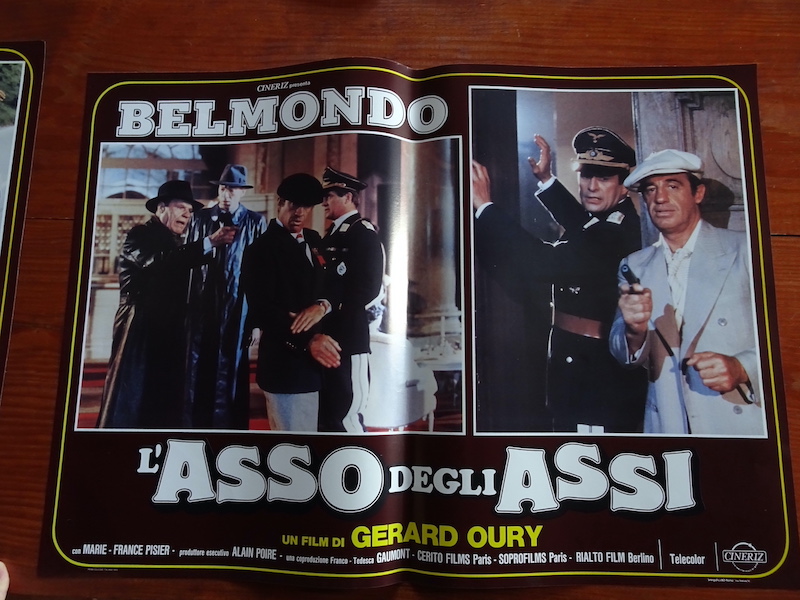 CINERIZ presenta
BELMONDO
L'ASSO DEGLI ASSI
UN FILM DI GERARD OURY
con MARIE - FRANCE PISIER - produttore esecutivo ALAIN POIRE - una coproduzione Franco - Tedesca GAUMONT - CERITO FILMS Paris - SOPROFILMS Paris - RIALTO FILM Berlino Telecolor
CINERIZ